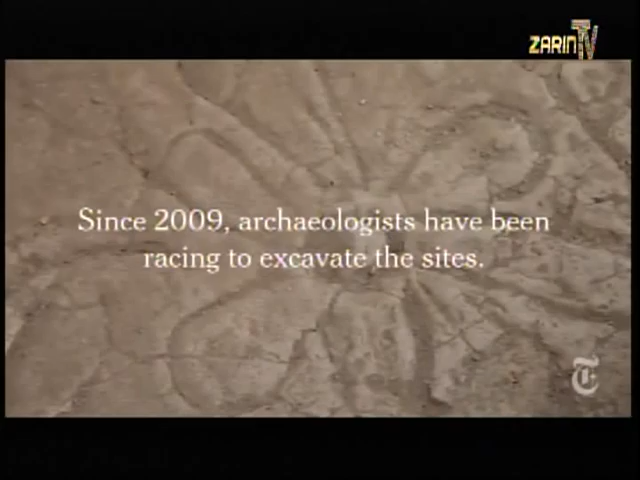 ZARIN TV
Since 2009, archaeologists have been
racing to excavate the sites.
T